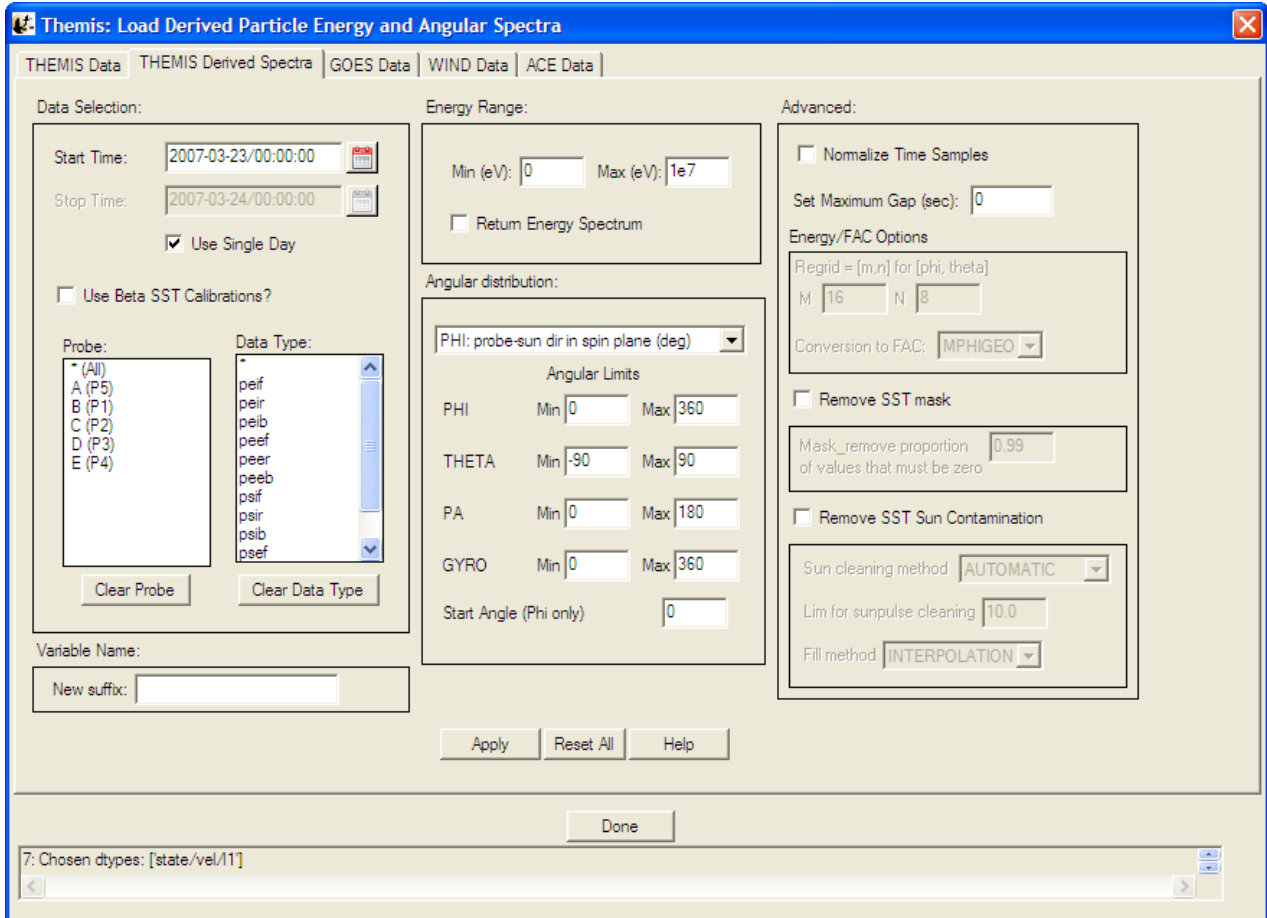 Themis: Load Derived Particle Energy and Angular Spectra
THEMIS Data THEMIS Derived Spectra GOES Data WIND Data ACE Data
Data Selection:
Start Time: 2007-03-23/00:00:00
Stop Time: 2007-03-24/00:00:00
Use Single Day
Use Beta SST Calibrations?
Probe:
* (All)
A (P5)
B (P1)
C (P2)
D (P3)
E (P4)
Clear Probe
Data Type:
*
peif
peir
peib
peef
peer
peeb
psif
psir
psib
psef
Clear Data Type
Variable Name:
New suffix:
Energy Range:
Min (eV): 0 Max (eV): 1e7
Return Energy Spectrum
Angular distribution:
PHI: probe-sun dir in spin plane (deg)
Angular Limits
PHI Min 0 Max 360
THETA Min -90 Max 90
PA Min 0 Max 180
GYRO Min 0 Max 360
Start Angle (Phi only) 0
Advanced:
Normalize Time Samples
Set Maximum Gap (sec): 0
Energy/FAC Options
Regrid = [m,n] for [phi, theta]
M 16 N 8
Conversion to FAC: MPHIGEO
Remove SST mask
Mask_remove proportion 0.99
of values that must be zero
Remove SST Sun Contamination
Sun cleaning method AUTOMATIC
Lim for sunpulse cleaning 10.0
Fill method INTERPOLATION
Apply Reset All Help
Done
7: Chosen dtypes: ['state/vel/l1']